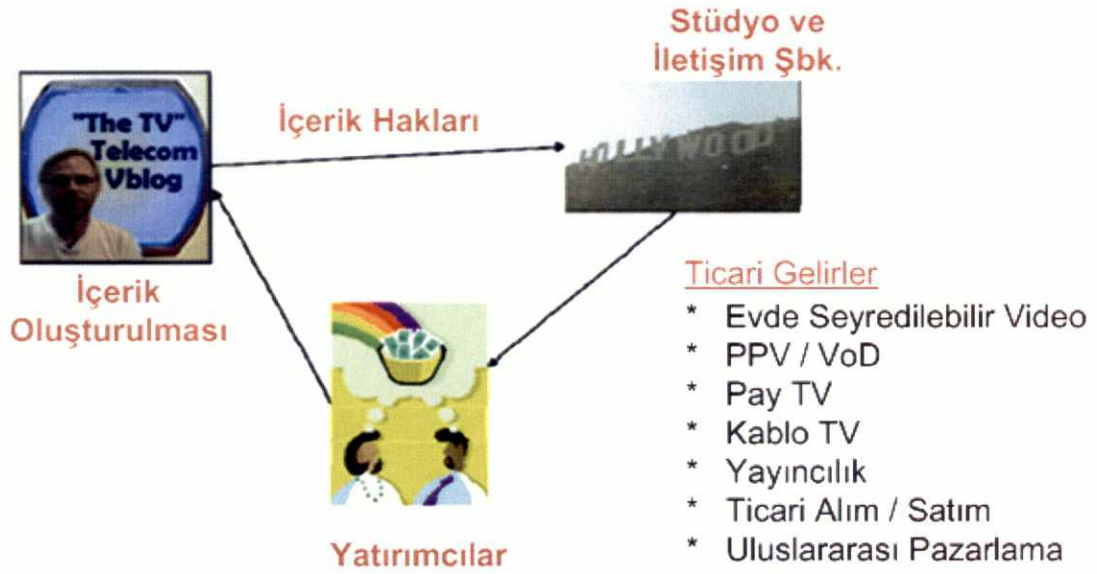 Stüdyo ve
İletişim Şbk.
"The TV"
Telecom
Vblog
İçerik Hakları
HOLLYWOOD
İçerik
Oluşturulması
Ticari Gelirler
* Evde Seyredilebilir Video
* PPV / VoD
* Pay TV
* Kablo TV
* Yayıncılık
* Ticari Alım / Satım
* Uluslararası Pazarlama
Yatırımcılar